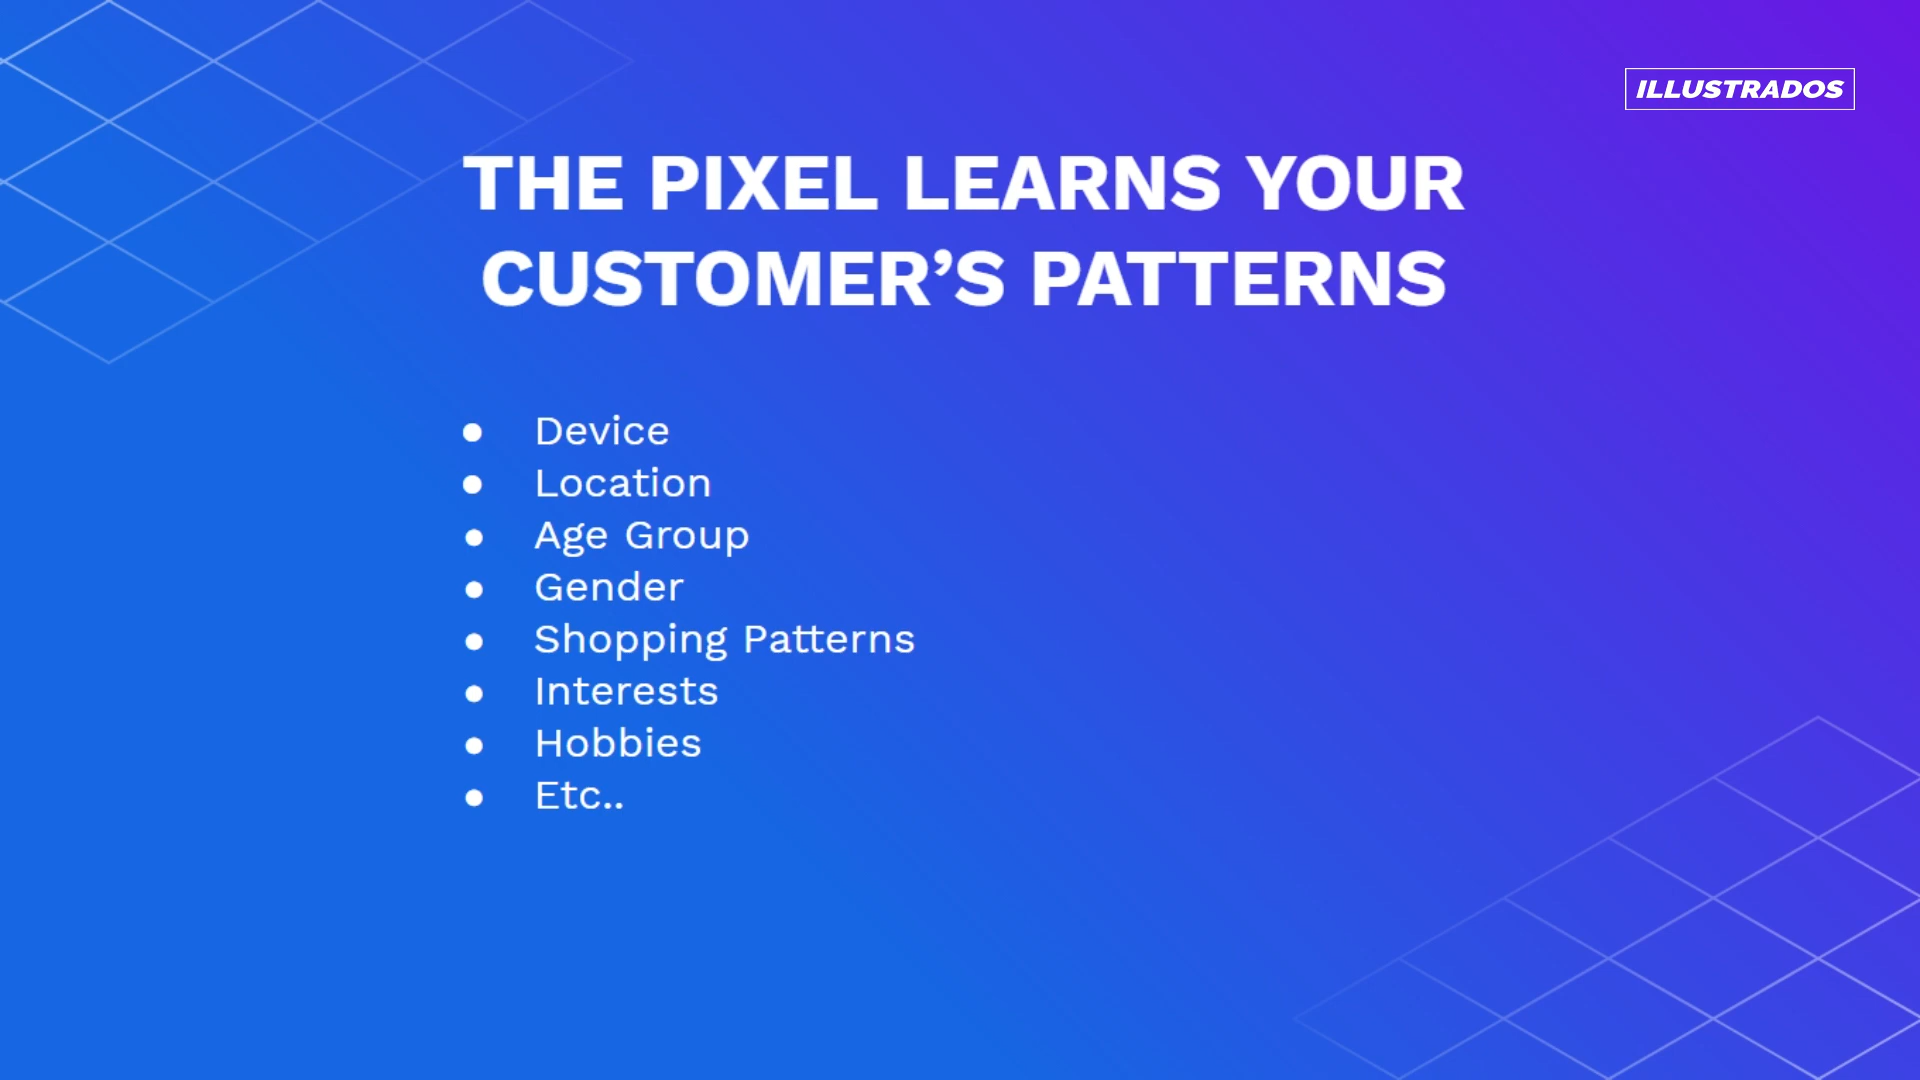 ILLUSTRADOS
THE PIXEL LEARNS YOUR
CUSTOMER’S PATTERNS
● Device
● Location
● Age Group
● Gender
● Shopping Patterns
● Interests
● Hobbies
● Etc..